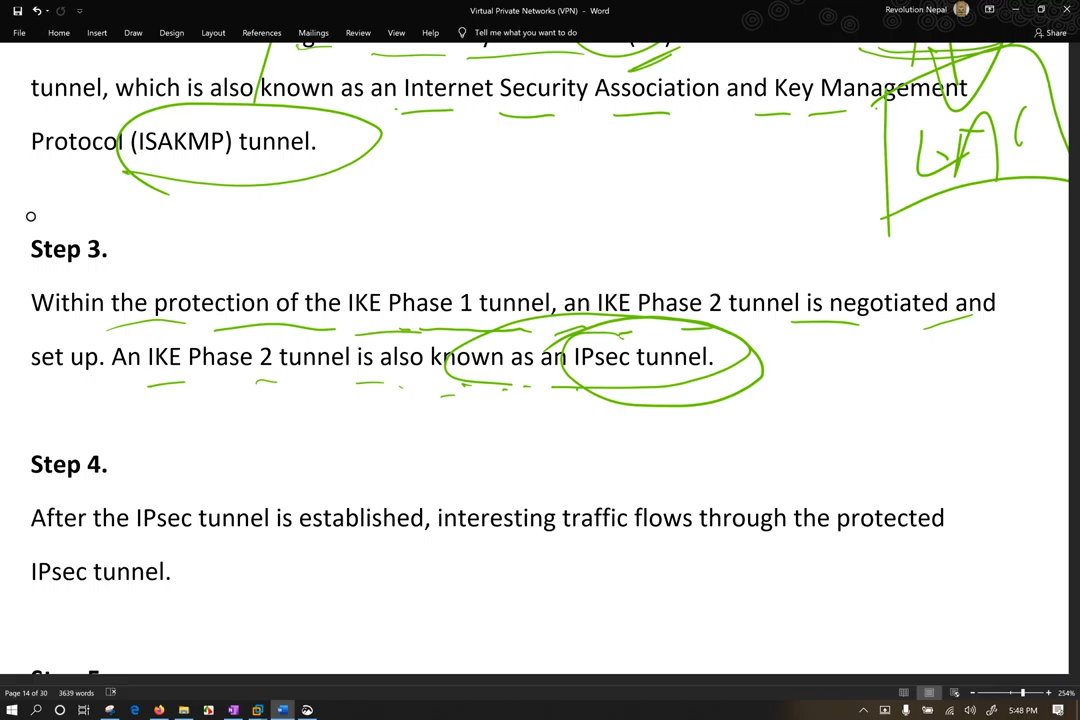 Virtual Private Networks (VPN) - Word
Revolution Nepal
File Home Insert Draw Design Layout References Mailings Review View Help Tell me what you want to do Share
tunnel, which is also known as an Internet Security Association and Key Management
Protocol (ISAKMP) tunnel.
Step 3.
Within the protection of the IKE Phase 1 tunnel, an IKE Phase 2 tunnel is negotiated and
set up. An IKE Phase 2 tunnel is also known as an IPsec tunnel.
Step 4.
After the IPsec tunnel is established, interesting traffic flows through the protected
IPsec tunnel.
Page 14 of 30 3639 words
254%
5:48 PM